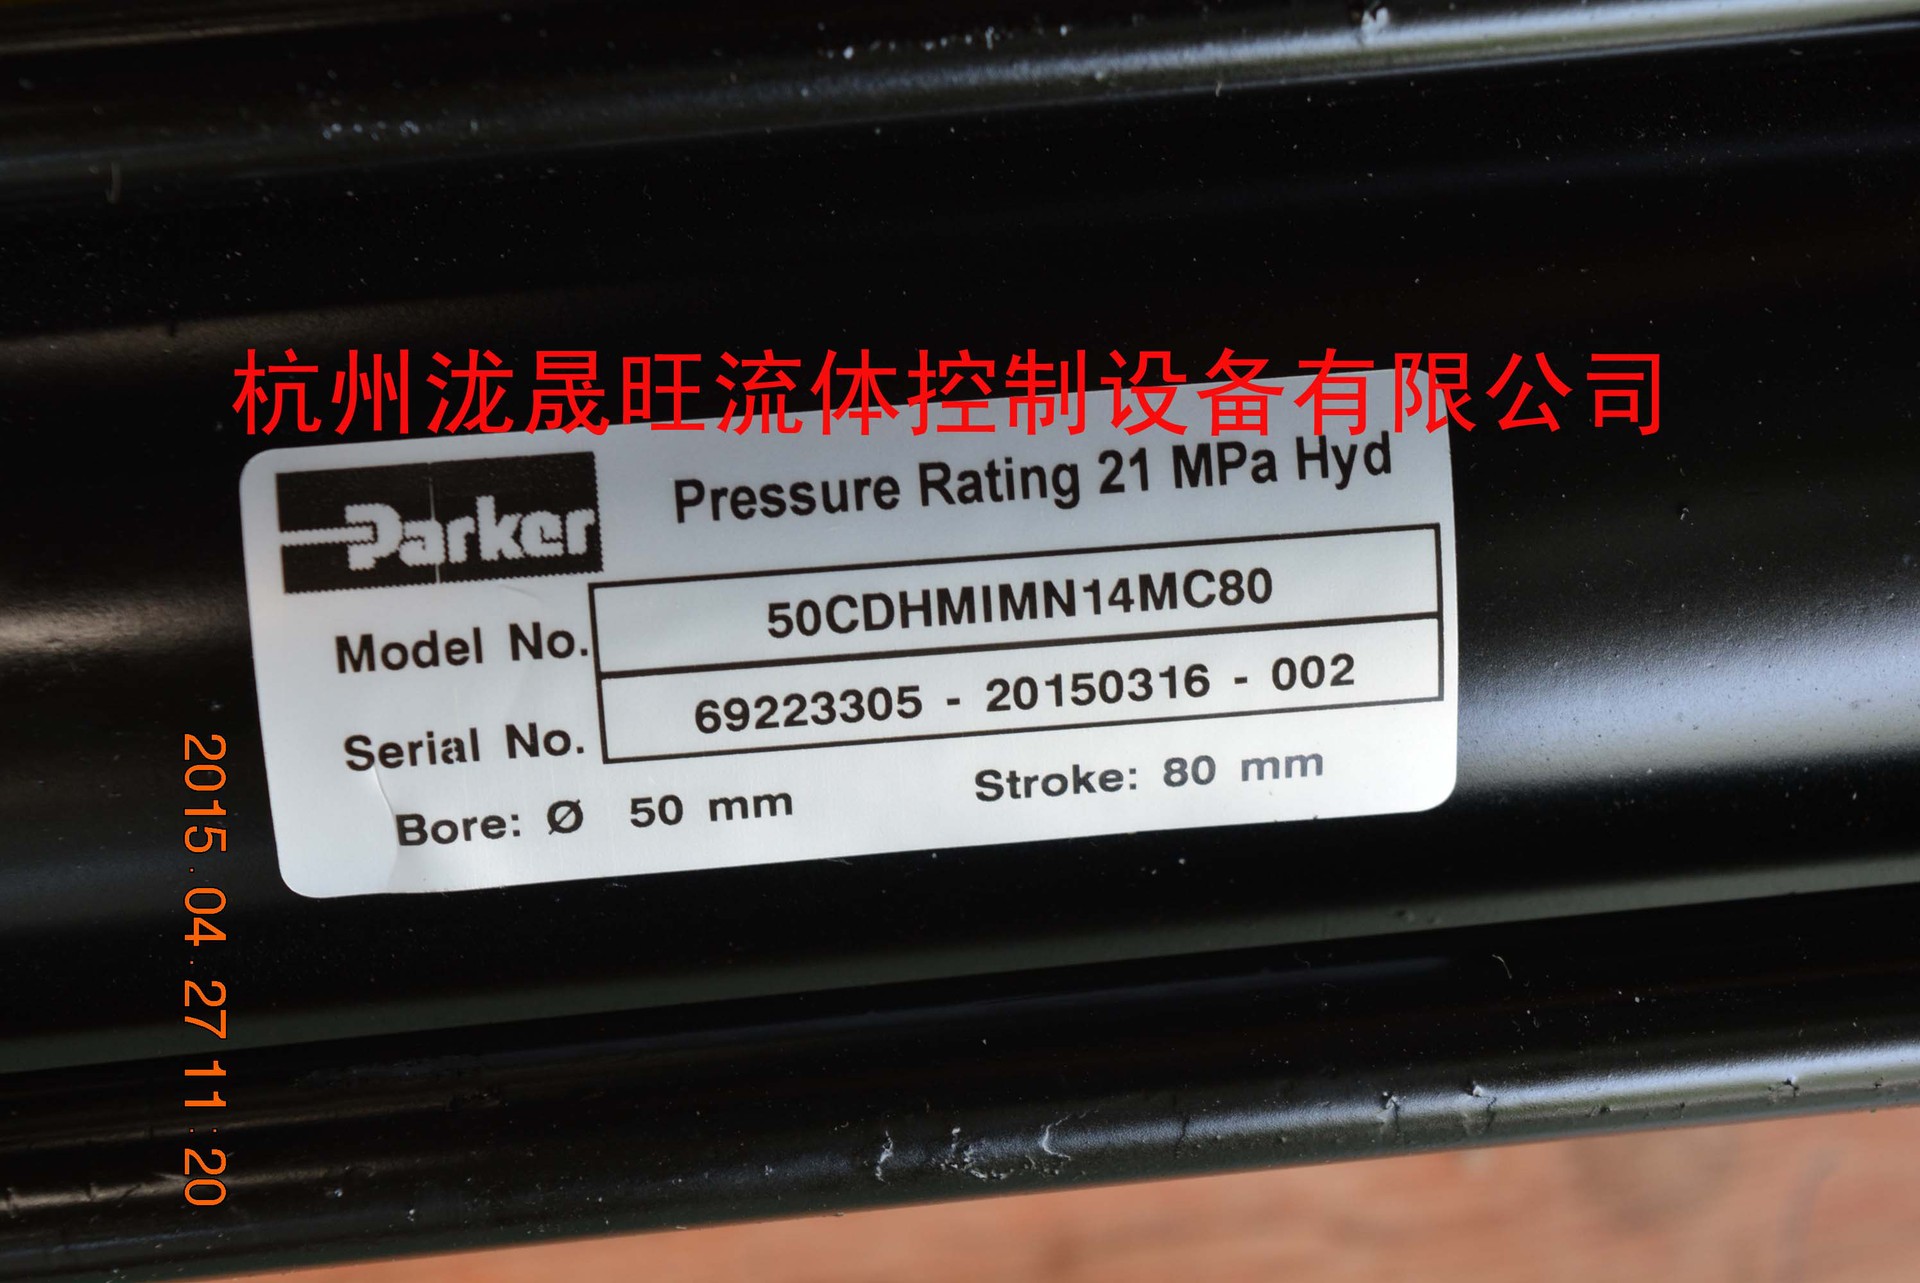 杭州泷晟旺流体控制设备有限公司
Parker
Pressure Rating 21 MPa Hyd
Model No. 50CDHMIMN14MC80
Serial No. 69223305 - 20150316 - 002
Bore: Ø 50 mm Stroke: 80 mm
2015.04.27 11:20